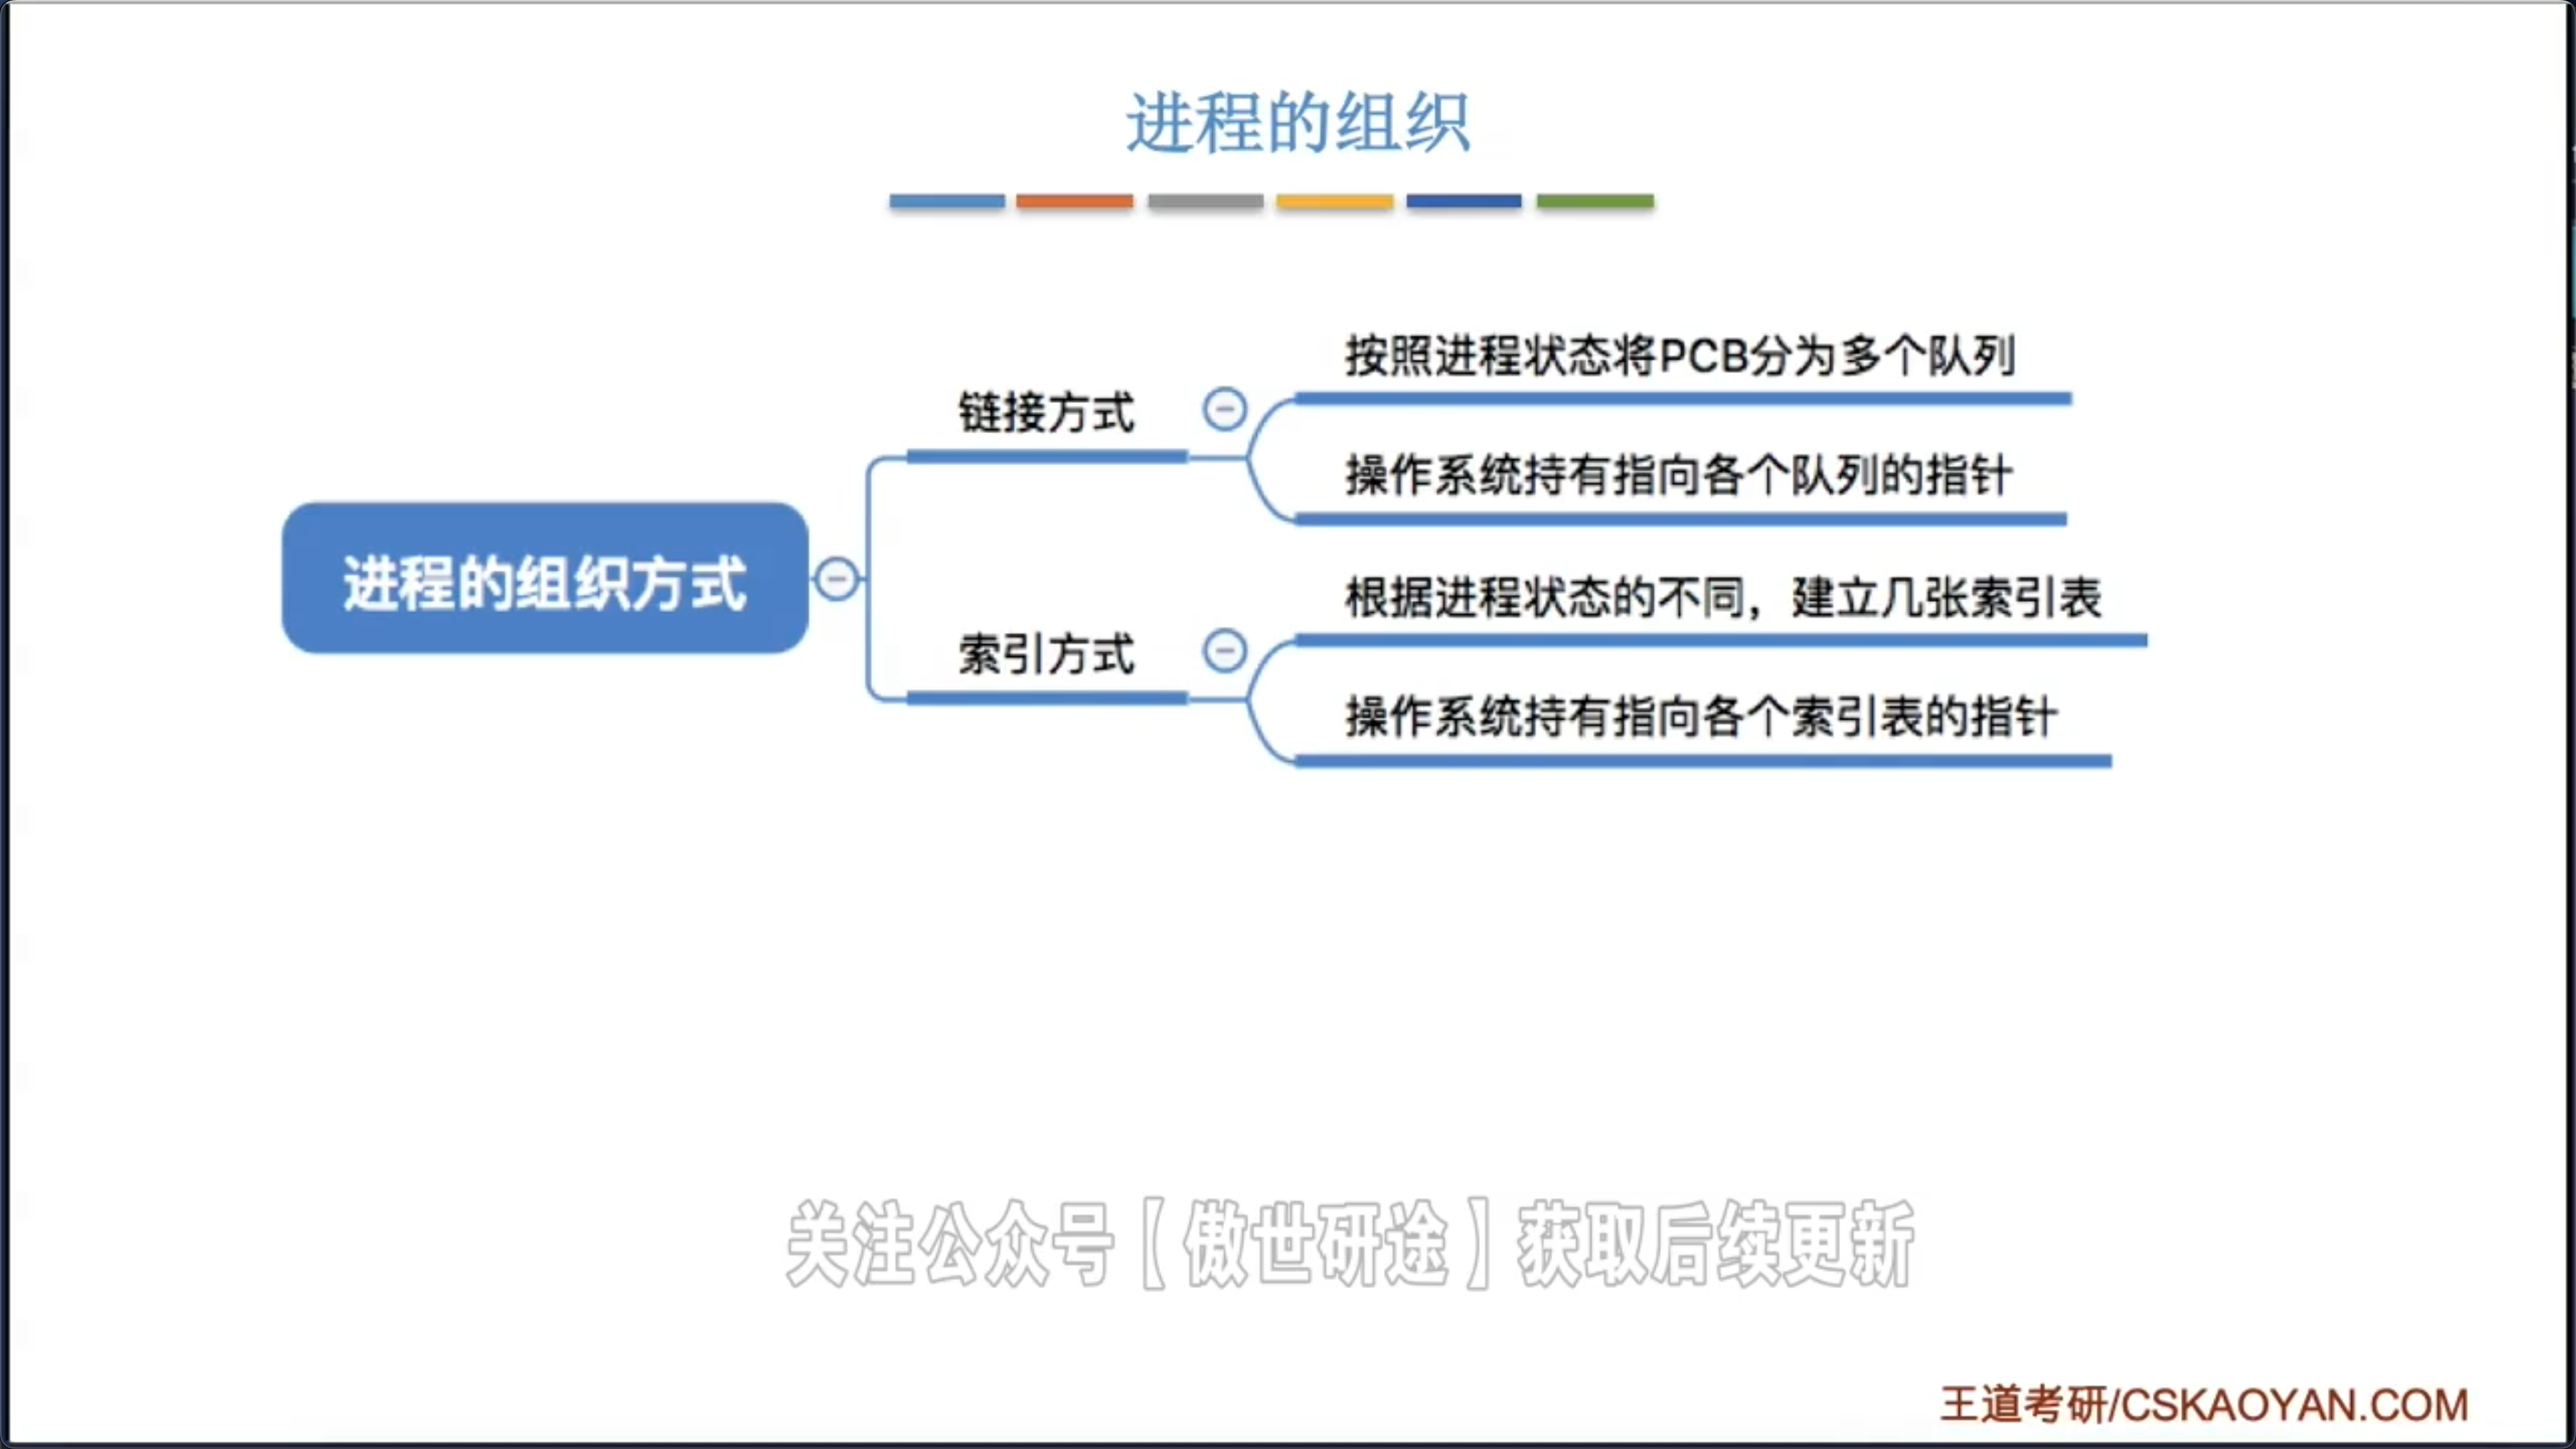 进程的组织
按照进程状态将PCB分为多个队列
链接方式
操作系统持有指向各个队列的指针
进程的组织方式
根据进程状态的不同，建立几张索引表
索引方式
操作系统持有指向各个索引表的指针
关注公众号【傲世研途】获取后续更新
王道考研/CSKAOYAN.COM